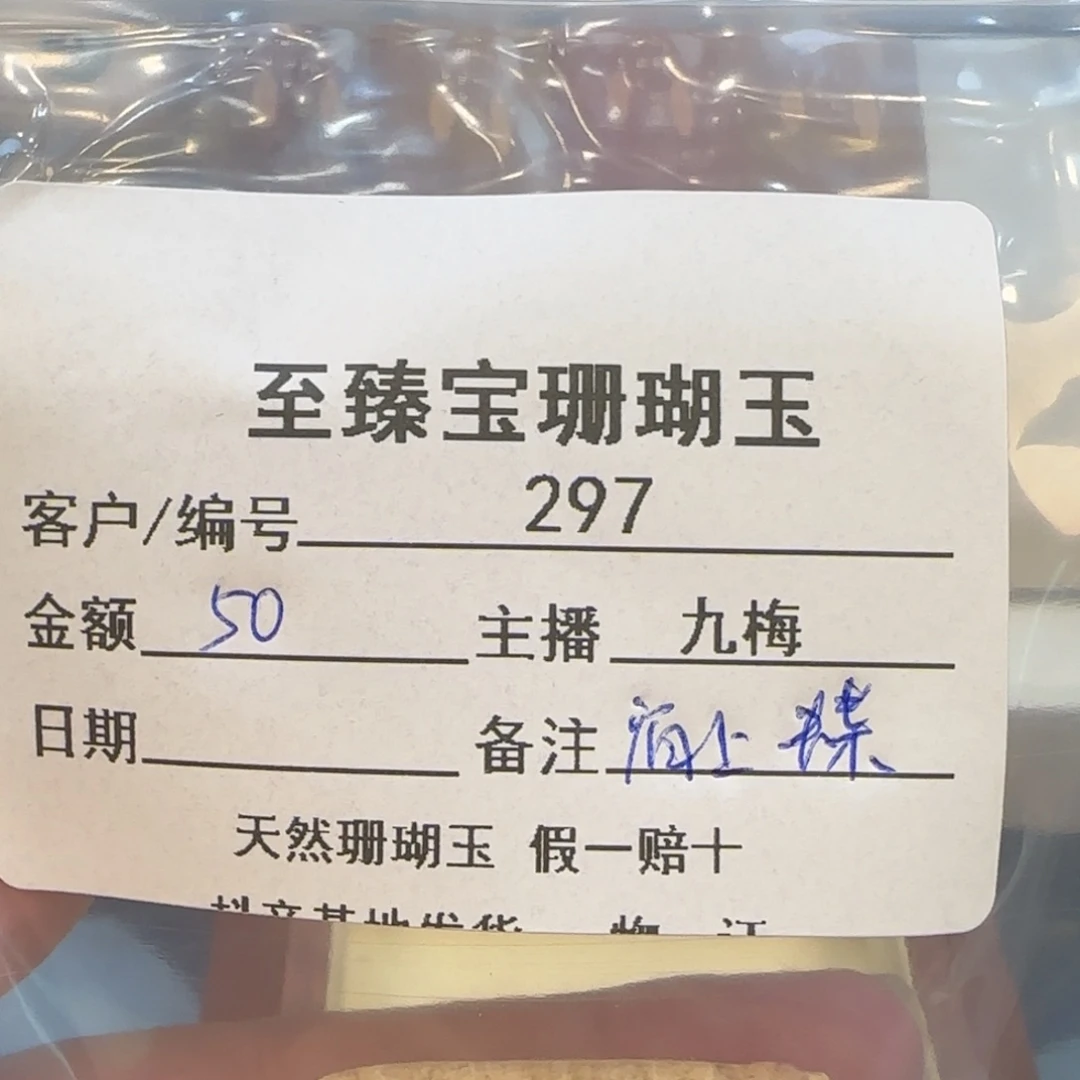 至臻宝珊瑚玉
客户/编号 297
金额 50 主播 九梅
日期 备注
天然珊瑚玉 假一赔十